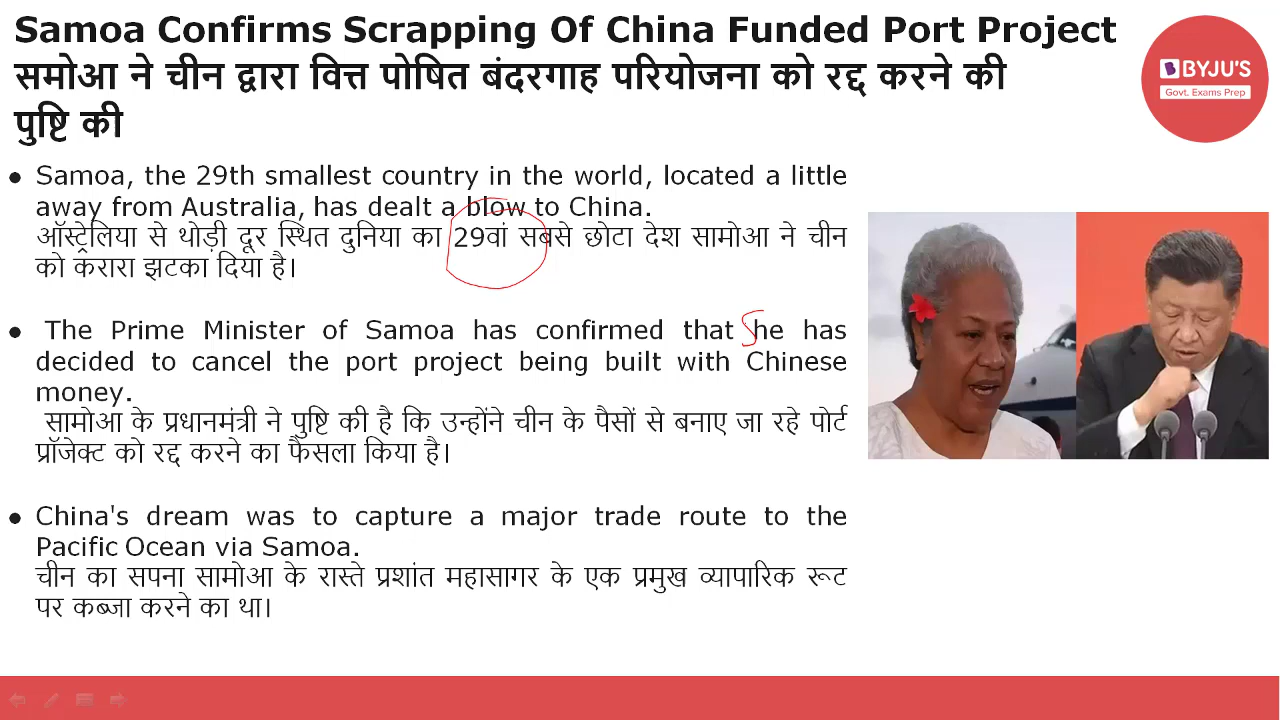 Samoa Confirms Scrapping Of China Funded Port Project
समोआ ने चीन द्वारा वित्त पोषित बंदरगाह परियोजना को रद्द करने की
पुष्टि की
BYJU'S
Govt. Exams Prep
• Samoa, the 29th smallest country in the world, located a little
away from Australia, has dealt a blow to China.
ऑस्ट्रेलिया से थोड़ी दूर स्थित दुनिया का 29वां सबसे छोटा देश सामोआ ने चीन
को करारा झटका दिया है।
• The Prime Minister of Samoa has confirmed that she has
decided to cancel the port project being built with Chinese
money.
सामोआ के प्रधानमंत्री ने पुष्टि की है कि उन्होंने चीन के पैसों से बनाए जा रहे पोर्ट
प्रॉजेक्ट को रद्द करने का फैसला किया है।
• China's dream was to capture a major trade route to the
Pacific Ocean via Samoa.
चीन का सपना सामोआ के रास्ते प्रशांत महासागर के एक प्रमुख व्यापारिक रूट
पर कब्जा करने का था।